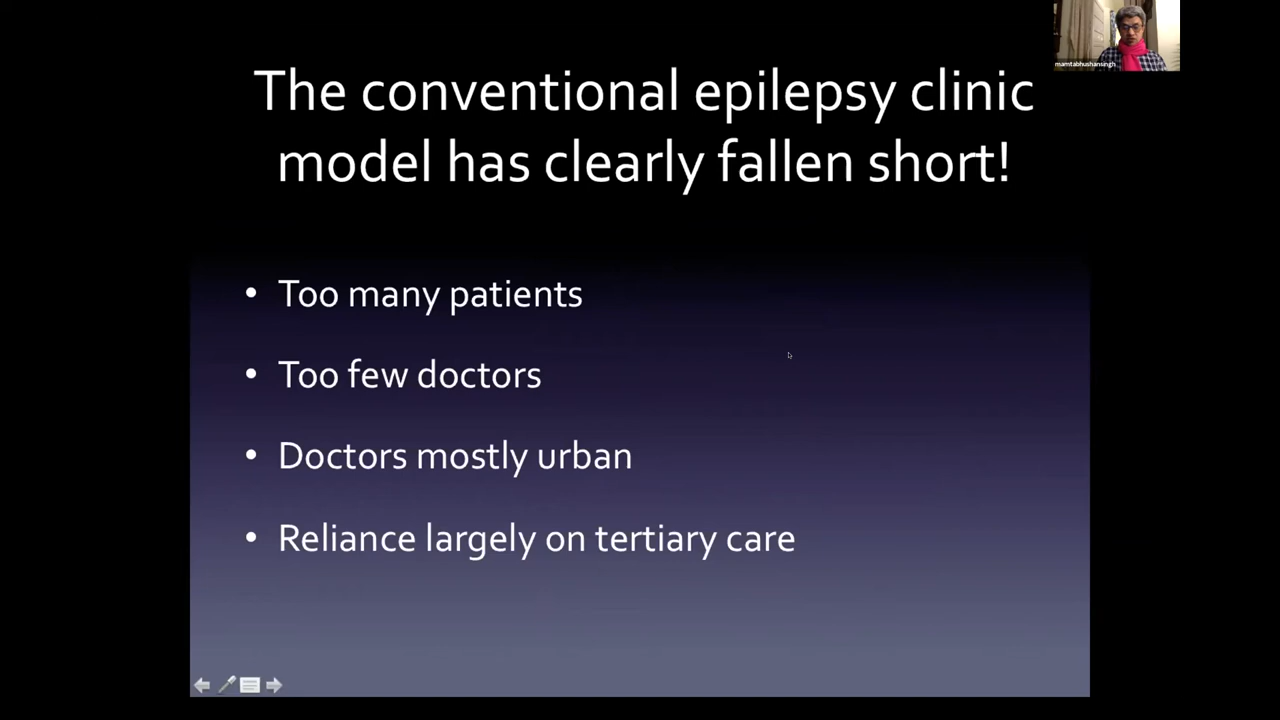 The conventional epilepsy clinic
model has clearly fallen short!
• Too many patients
• Too few doctors
• Doctors mostly urban
• Reliance largely on tertiary care
mamtabhushansingh